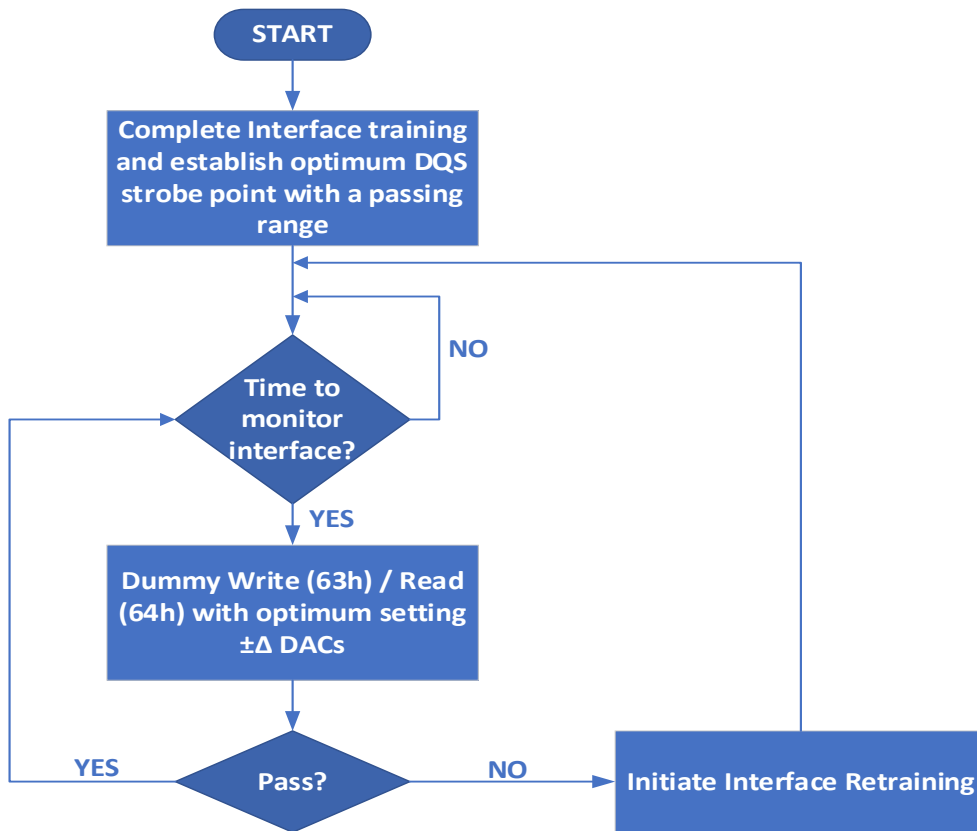 START
Complete Interface training
and establish optimum DQS
strobe point with a passing
range
NO
Time to
monitor
interface?
YES
Dummy Write (63h) / Read
(64h) with optimum setting
±Δ DACs
YES
Pass?
NO
Initiate Interface Retraining